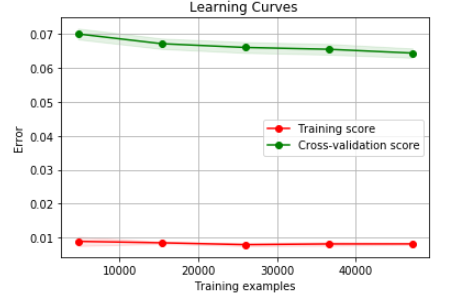 Learning Curves
0.07
0.06
0.05
0.04
0.03
0.02
0.01
Error
Training score
Cross-validation score
10000 20000 30000 40000
Training examples